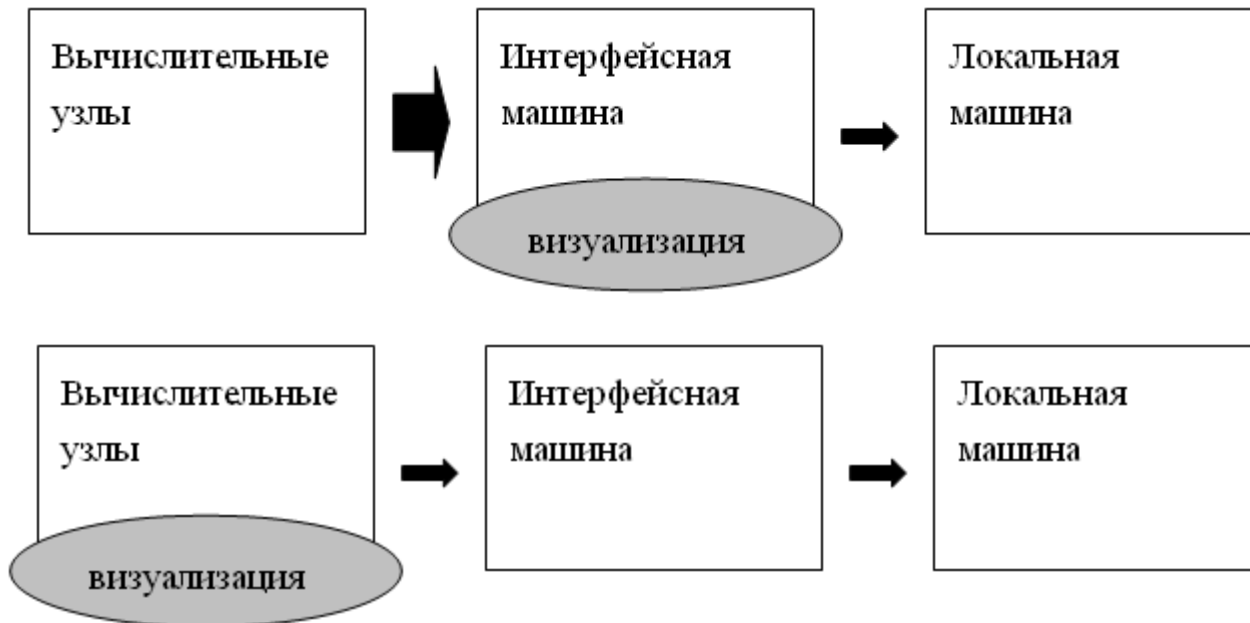 Вычислительные
узлы
Интерфейсная
машина
Локальная
машина
визуализация
Вычислительные
узлы
Интерфейсная
машина
Локальная
машина
визуализация